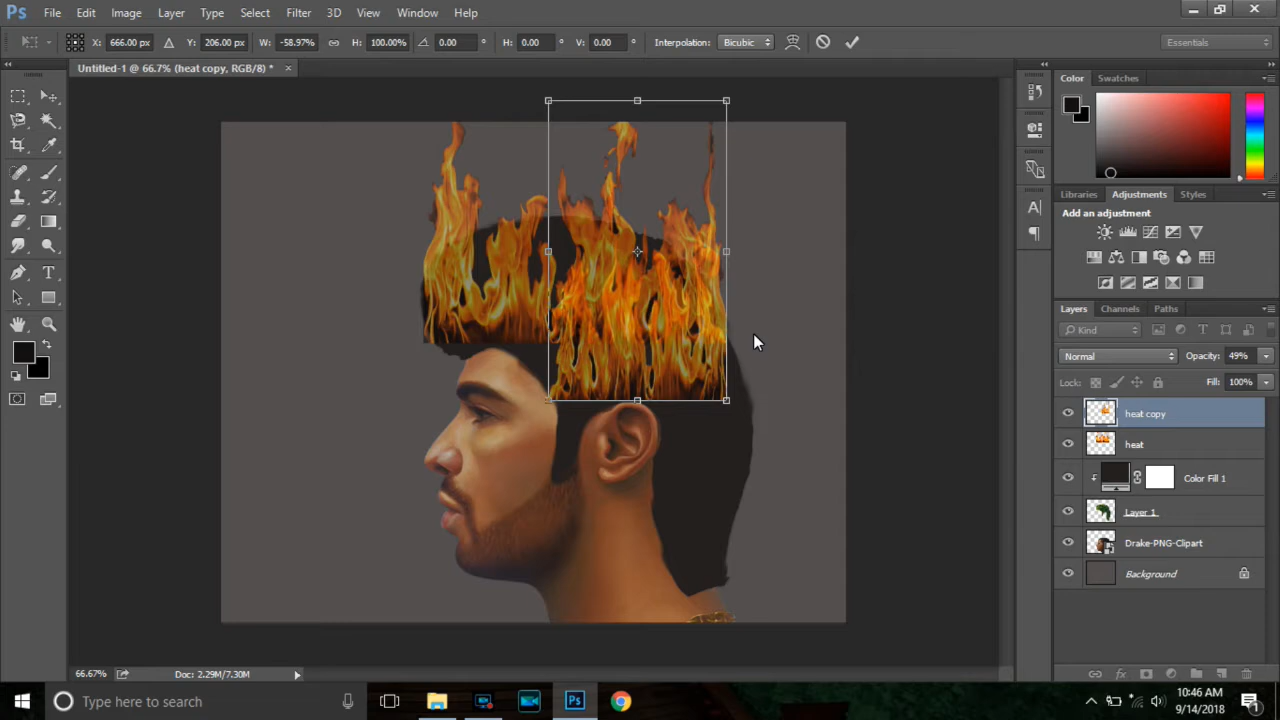 Ps File Edit Image Layer Type Select Filter 3D View Window Help
X: 666.00 px Y: 206.00 px W: -58.97% H: 100.00% 0.00 ° H: 0.00 ° V: 0.00 ° Interpolation: Bicubic Essentials
Untitled-1 @ 66.7% (heat copy, RGB/8) * ×
Color Swatches
Libraries Adjustments Styles
Add an adjustment
Layers Channels Paths
Kind
Normal Opacity: 49%
Lock: Fill: 100%
heat copy
heat
Color Fill 1
Layer 1
Drake-PNG-Clipart
Background
66.67% Doc: 2.29M/7.30M
Type here to search
Ps
10:46 AM
9/14/2018
1